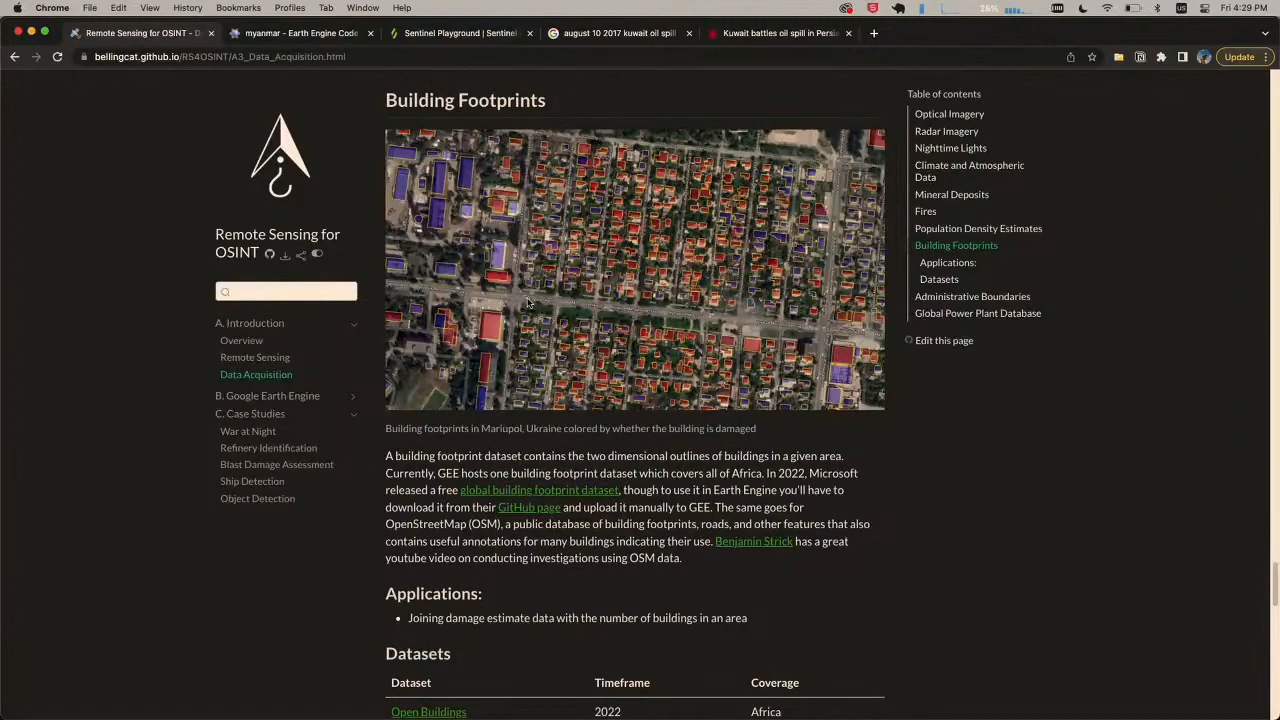 Chrome File Edit View History Bookmarks Profiles Tab Window Help
26%
US
Fri 4:29 PM
Remote Sensing for OSINT - D
myanmar - Earth Engine Code
Sentinel Playground | Sentinel
august 10 2017 kuwait oil spill
Kuwait battles oil spill in Persia
bellingcat.github.io/RS4OSINT/A3_Data_Acquisition.html
Update
Remote Sensing for
OSINT
A. Introduction
Overview
Remote Sensing
Data Acquisition
B. Google Earth Engine
C. Case Studies
War at Night
Refinery Identification
Blast Damage Assessment
Ship Detection
Object Detection
Building Footprints
Building footprints in Mariupol, Ukraine colored by whether the building is damaged
A building footprint dataset contains the two dimensional outlines of buildings in a given area.
Currently, GEE hosts one building footprint dataset which covers all of Africa. In 2022, Microsoft
released a free global building footprint dataset, though to use it in Earth Engine you'll have to
download it from their GitHub page and upload it manually to GEE. The same goes for
OpenStreetMap (OSM), a public database of building footprints, roads, and other features that also
contains useful annotations for many buildings indicating their use. Benjamin Strick has a great
youtube video on conducting investigations using OSM data.
Applications:
• Joining damage estimate data with the number of buildings in an area
Datasets
Dataset Timeframe Coverage
Open Buildings 2022 Africa
Table of contents
Optical Imagery
Radar Imagery
Nighttime Lights
Climate and Atmospheric
Data
Mineral Deposits
Fires
Population Density Estimates
Building Footprints
Applications:
Datasets
Administrative Boundaries
Global Power Plant Database
Edit this page